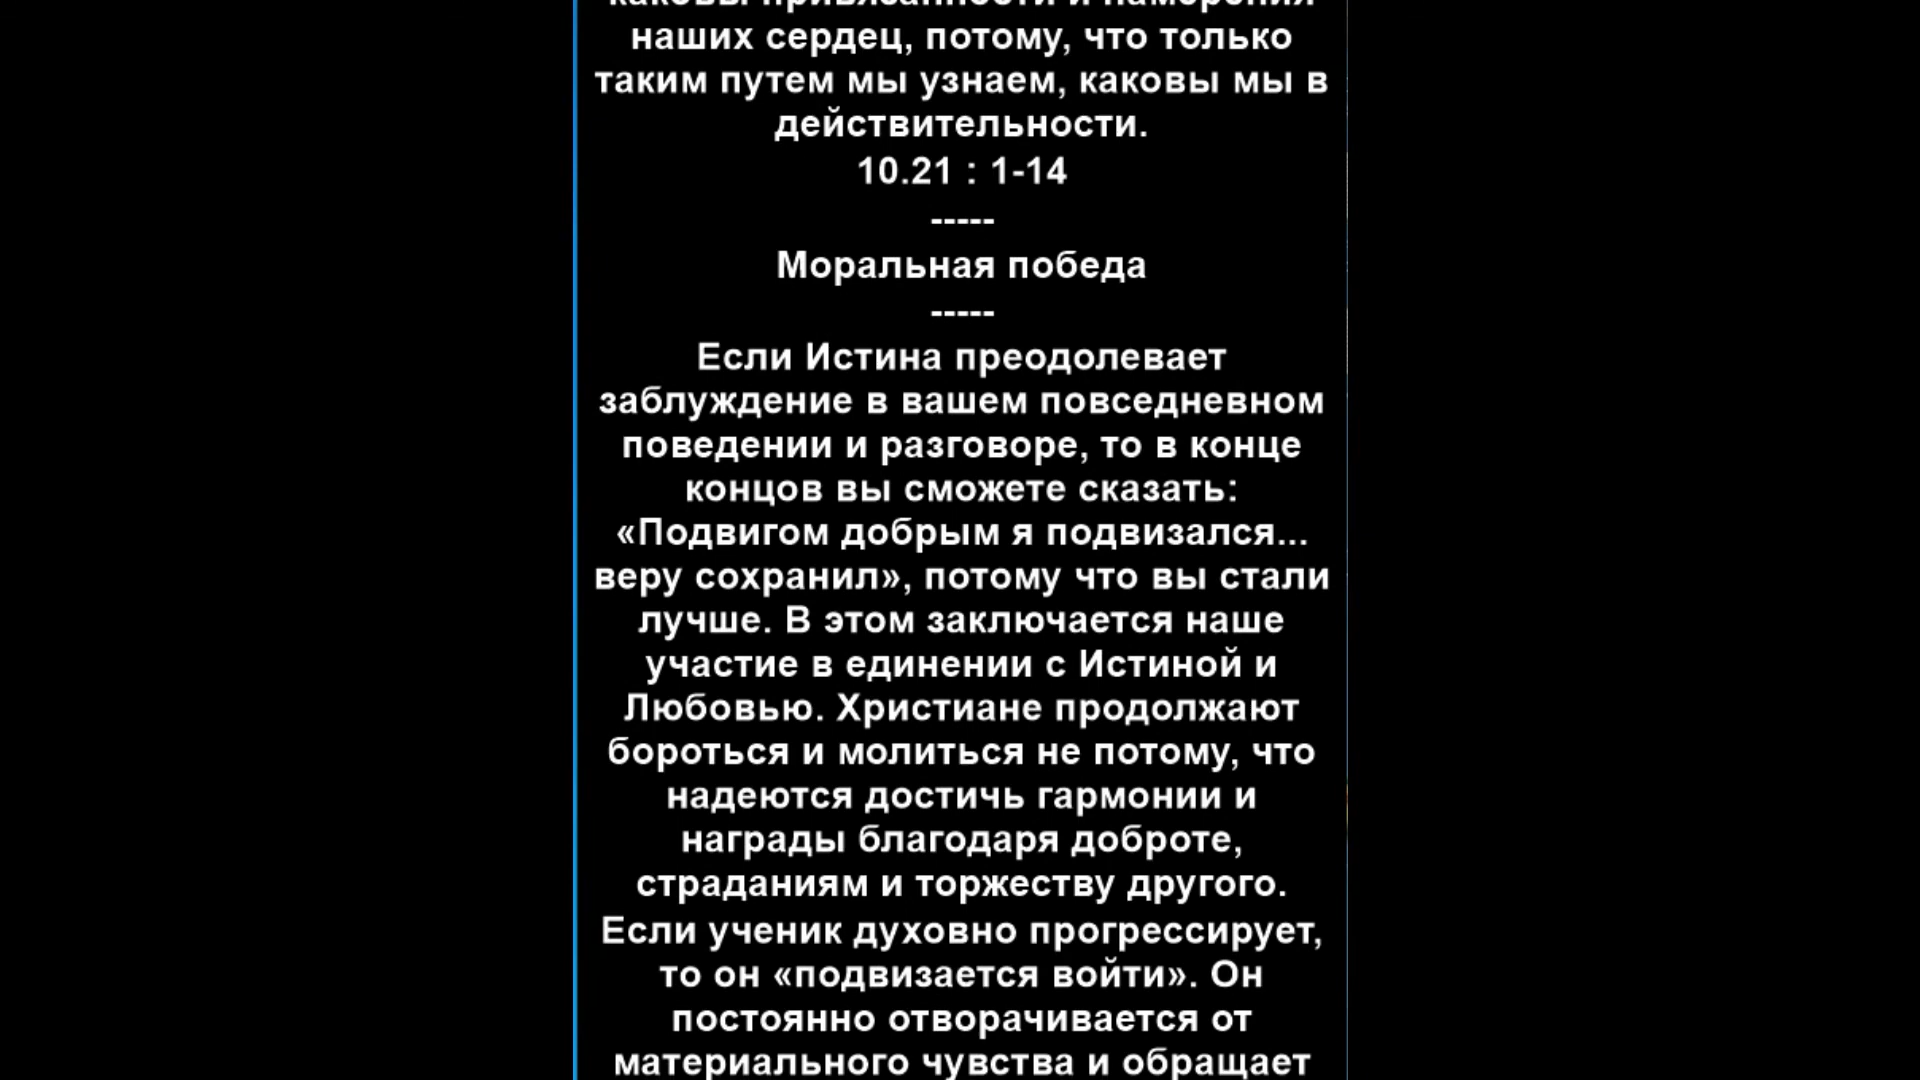 каковы привязанности и намерения
наших сердец, потому, что только
таким путем мы узнаем, каковы мы в
действительности.
10.21 : 1-14
-----
Моральная победа
-----
Если Истина преодолевает
заблуждение в вашем повседневном
поведении и разговоре, то в конце
концов вы сможете сказать:
«Подвигом добрым я подвизался...
веру сохранил», потому что вы стали
лучше. В этом заключается наше
участие в единении с Истиной и
Любовью. Христиане продолжают
бороться и молиться не потому, что
надеются достичь гармонии и
награды благодаря доброте,
страданиям и торжеству другого.
Если ученик духовно прогрессирует,
то он «подвизается войти». Он
постоянно отворачивается от
материального чувства и обращает